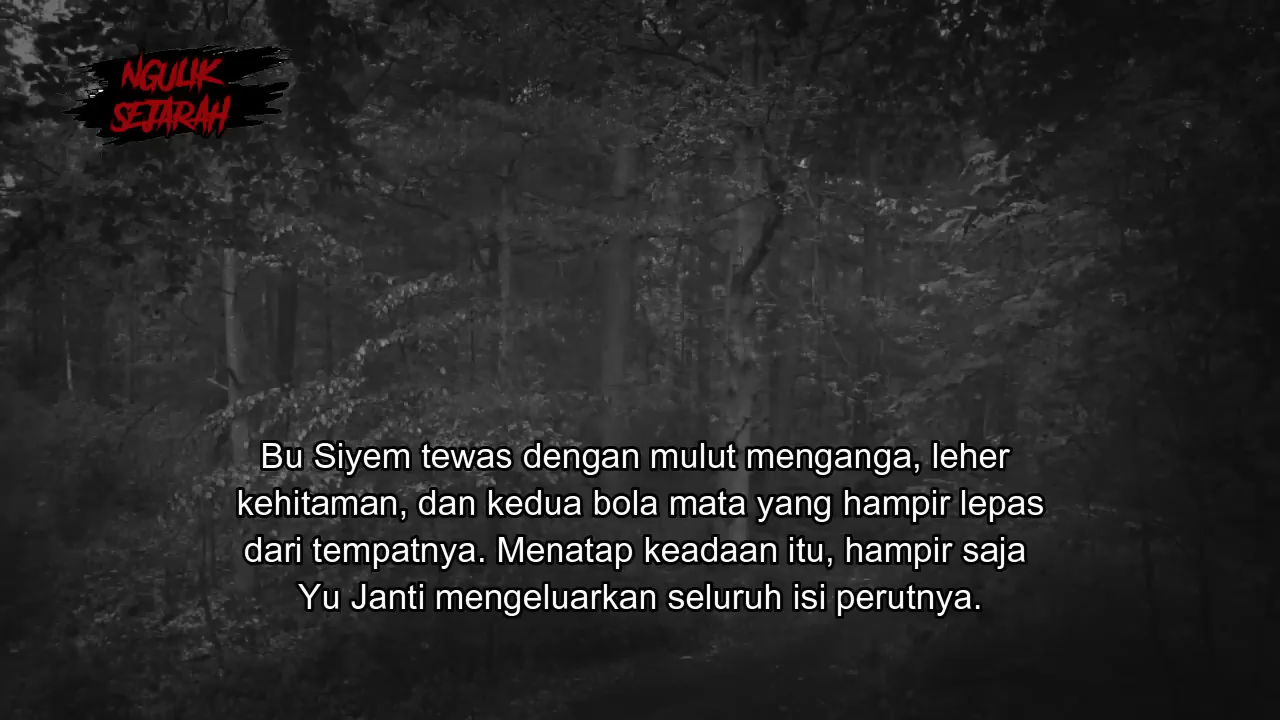 NGULIK
SEJARAH
Bu Siyem tewas dengan mulut menganga, leher
kehitaman, dan kedua bola mata yang hampir lepas
dari tempatnya. Menatap keadaan itu, hampir saja
Yu Janti mengeluarkan seluruh isi perutnya.